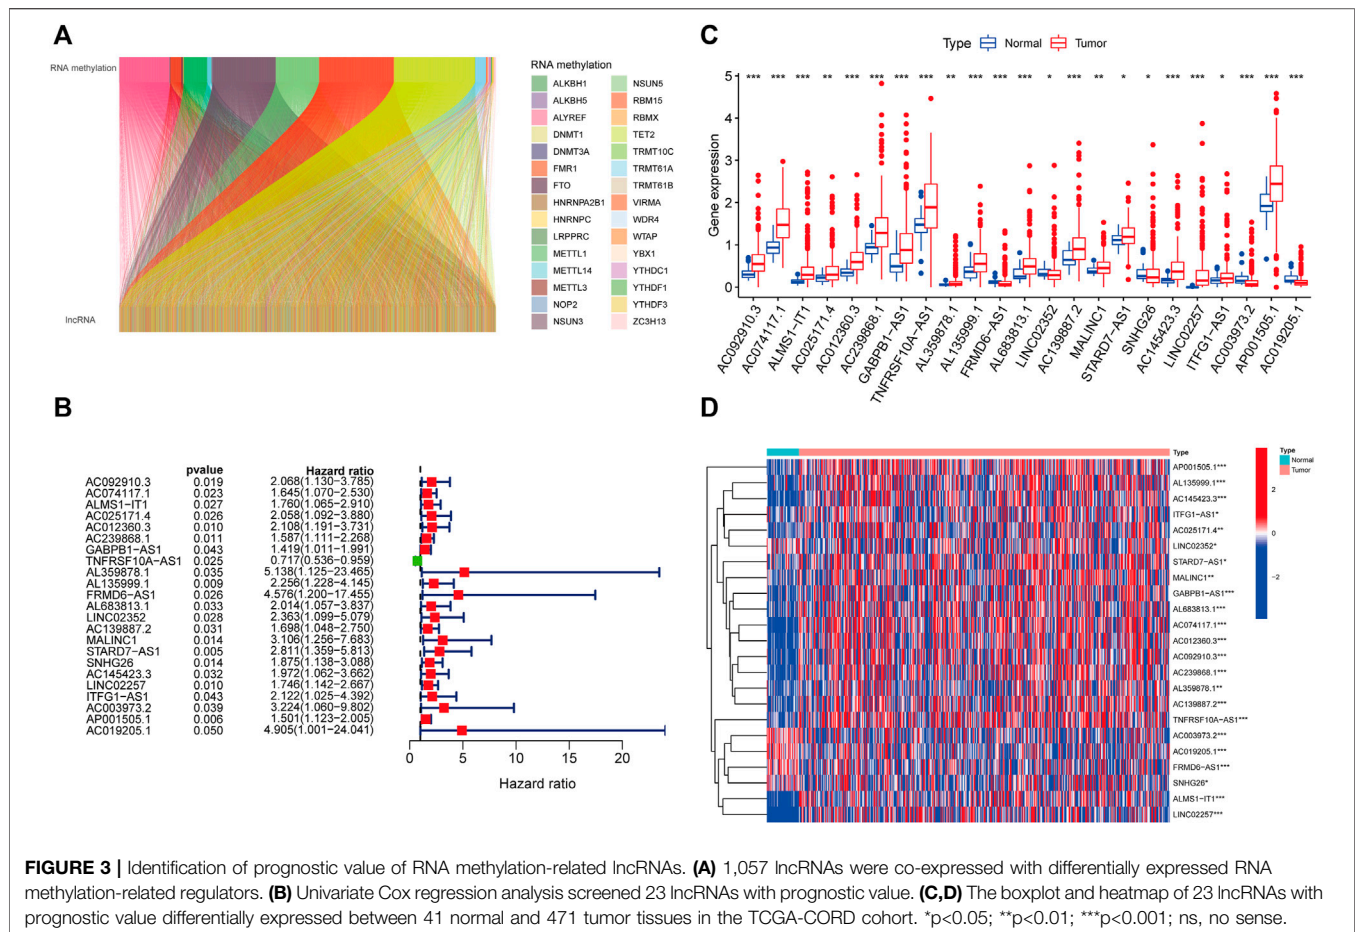 A
RNA methylation
lncRNA
RNA methylation
ALKBH1
ALKBH5
ALYREF
DNMT1
DNMT3A
FMR1
FTO
HNRNPA2B1
HNRNPC
LRPPRC
METTL1
METTL14
METTL3
NOP2
NSUN3
NSUN5
RBM15
RBMX
TET2
TRMT10C
TRMT61A
TRMT61B
VIRMA
WDR4
WTAP
YBX1
YTHDC1
YTHDF1
YTHDF3
ZC3H13
C
Type Normal Tumor
*** *** *** ** *** *** *** *** ** *** *** *** * *** ** * * *** *** * *** *** ***
Gene expression
5
4
3
2
1
0
AC092910.3
AC074117.1
ALMS1−IT1
AC025171.4
AC012360.3
AC239868.1
GABPB1−AS1
TNFRSF10A−AS1
AL359878.1
AL135999.1
FRMD6−AS1
AL683813.1
LINC02352
AC139887.2
MALINC1
STARD7−AS1
SNHG26
AC145423.3
LINC02257
ITFG1−AS1
AC003973.2
AP001505.1
AC019205.1
B
pvalue Hazard ratio
AC092910.3 0.019 2.068(1.130−3.785)
AC074117.1 0.023 1.645(1.070−2.530)
ALMS1−IT1 0.027 1.760(1.065−2.910)
AC025171.4 0.026 2.058(1.092−3.880)
AC012360.3 0.010 2.108(1.191−3.731)
AC239868.1 0.011 1.587(1.111−2.268)
GABPB1−AS1 0.043 1.419(1.011−1.991)
TNFRSF10A−AS1 0.025 0.717(0.536−0.959)
AL359878.1 0.035 5.138(1.125−23.465)
AL135999.1 0.009 2.256(1.228−4.145)
FRMD6−AS1 0.026 4.576(1.200−17.455)
AL683813.1 0.033 2.014(1.057−3.837)
LINC02352 0.028 2.363(1.099−5.079)
AC139887.2 0.031 1.698(1.048−2.750)
MALINC1 0.014 3.106(1.256−7.683)
STARD7−AS1 0.005 2.811(1.359−5.813)
SNHG26 0.014 1.875(1.138−3.088)
AC145423.3 0.032 1.972(1.062−3.662)
LINC02257 0.010 1.746(1.142−2.667)
ITFG1−AS1 0.043 2.122(1.025−4.392)
AC003973.2 0.039 3.224(1.060−9.802)
AP001505.1 0.006 1.501(1.123−2.005)
AC019205.1 0.050 4.905(1.001−24.041)
0 5 10 15 20
Hazard ratio
D
Type
AP001505.1***
AL135999.1***
AC145423.3***
ITFG1−AS1*
AC025171.4**
LINC02352*
STARD7−AS1*
MALINC1**
GABPB1−AS1***
AL683813.1***
AC074117.1***
AC012360.3***
AC092910.3***
AC239868.1***
AL359878.1**
AC139887.2***
TNFRSF10A−AS1***
AC003973.2***
AC019205.1***
FRMD6−AS1***
SNHG26*
ALMS1−IT1***
LINC02257***
2
0
−2
Type
Normal
Tumor
FIGURE 3 | Identification of prognostic value of RNA methylation-related lncRNAs. (A) 1,057 lncRNAs were co-expressed with differentially expressed RNA
methylation-related regulators. (B) Univariate Cox regression analysis screened 23 lncRNAs with prognostic value. (C,D) The boxplot and heatmap of 23 lncRNAs with
prognostic value differentially expressed between 41 normal and 471 tumor tissues in the TCGA-CORD cohort. *p<0.05; **p<0.01; ***p<0.001; ns, no sense.